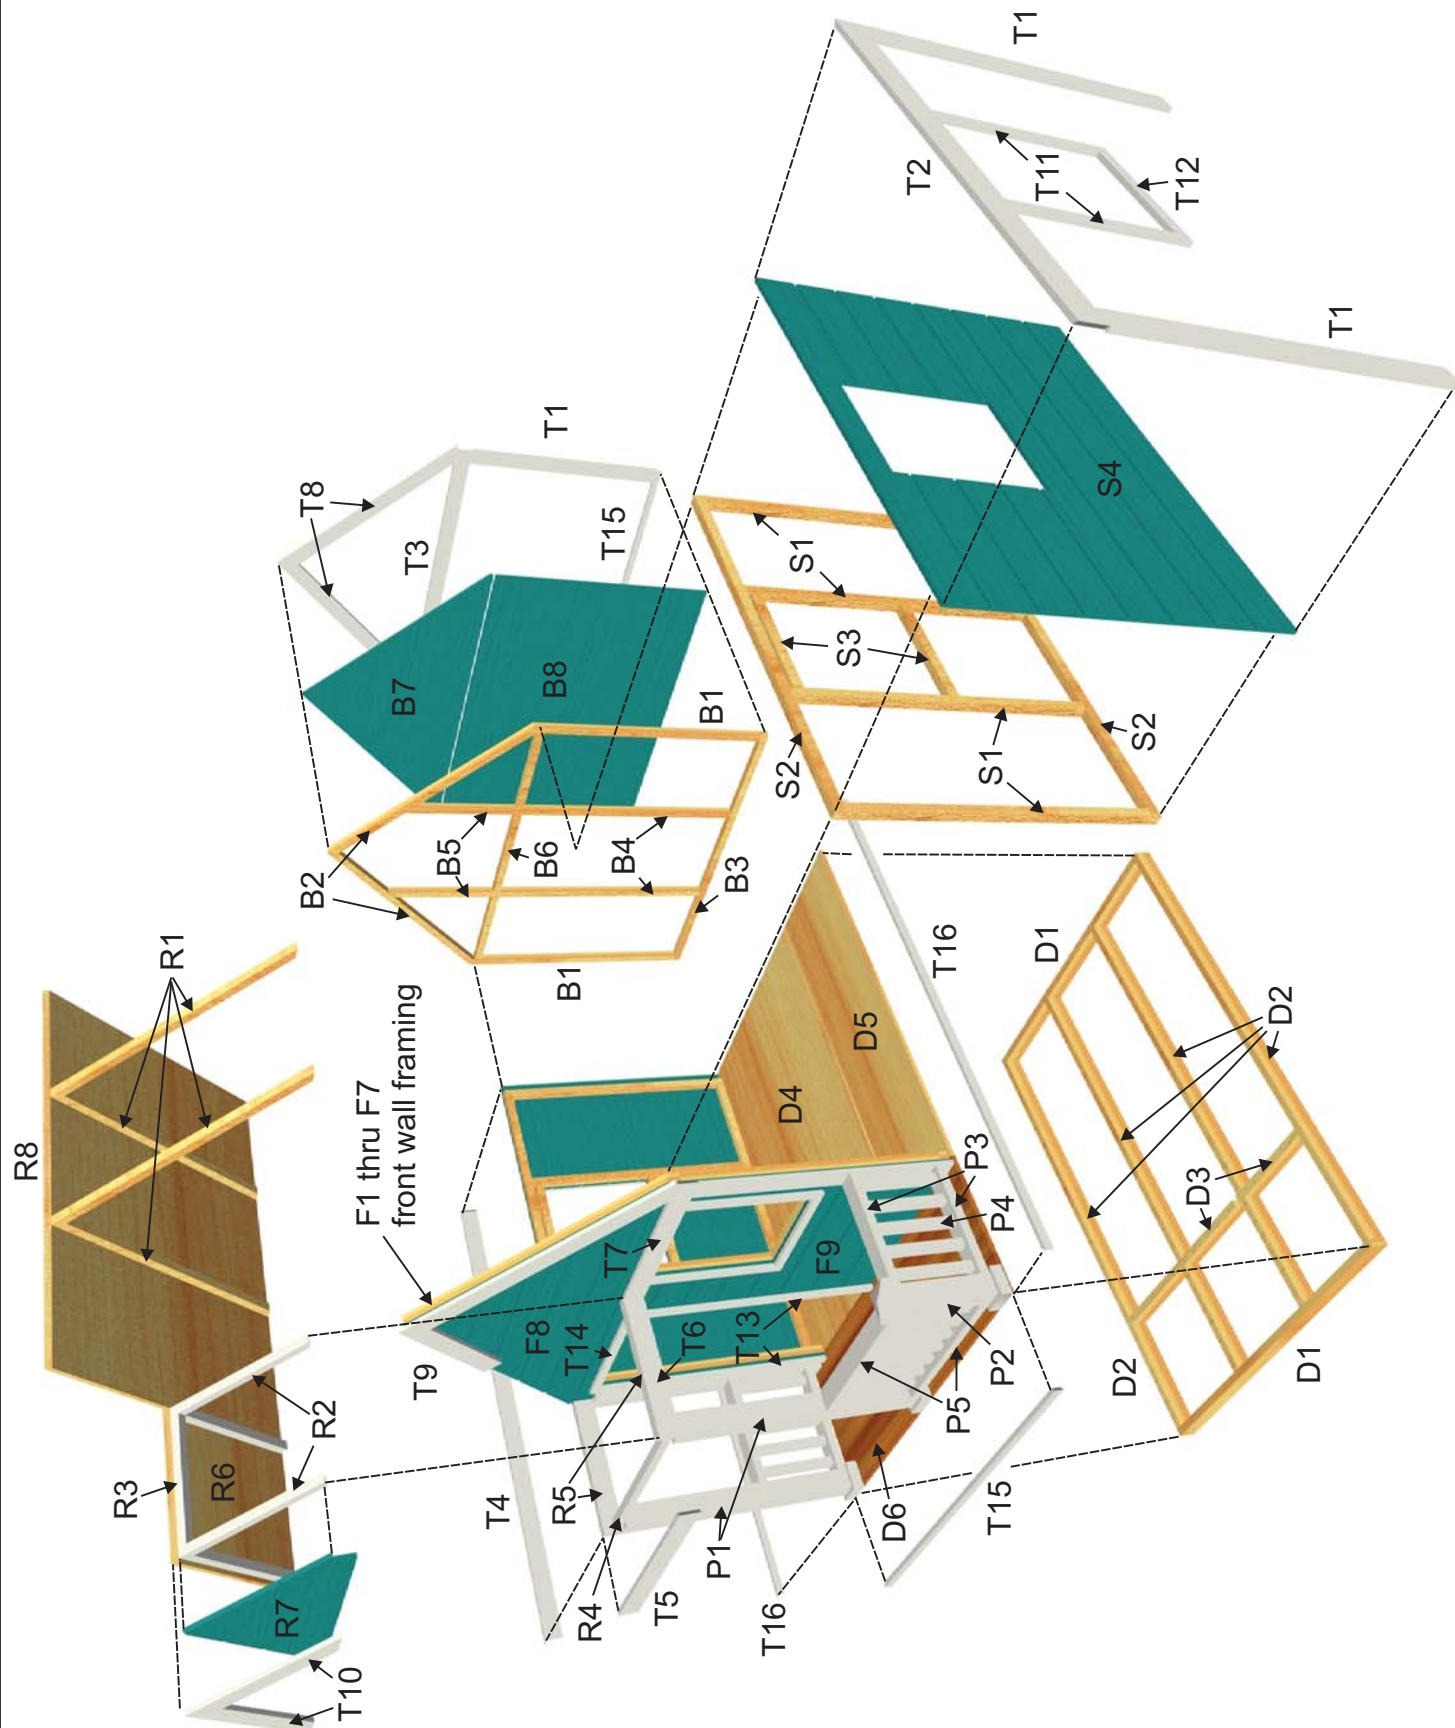 R8
R1
R3
R6
R2
R7
T10
F1 thru F7
front wall framing
B2
B5
B6
B4
B3
B1
B1
B7
B8
T8
T3
T1
T15
T9
F8
T14
T7
T6
T13
F9
T4
R5
R4
T5
P1
T16
D6
T15
P5
P2
P3
P4
D4
D5
T16
D1
D2
D3
D2
D1
S1
S3
S2
S1
S2
S4
T1
T2
T11
T12
T1